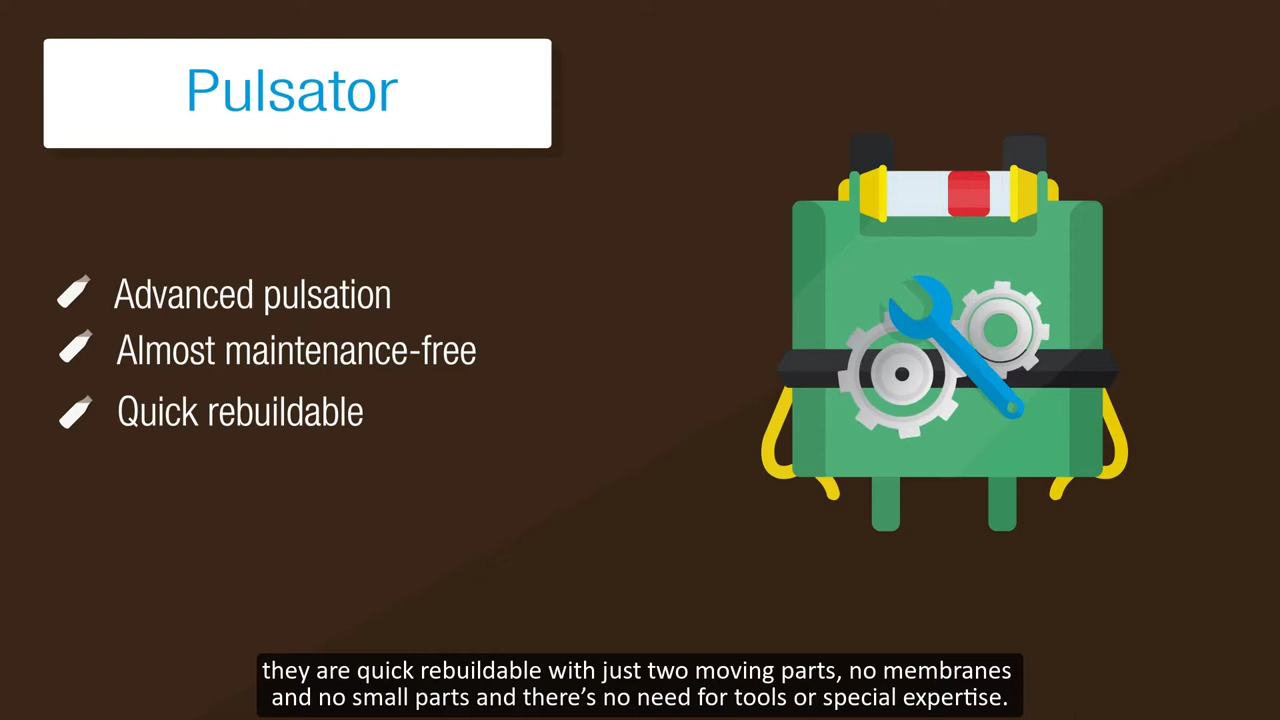 Pulsator
Advanced pulsation
Almost maintenance-free
Quick rebuildable
they are quick rebuildable with just two moving parts, no membranes
and no small parts and there’s no need for tools or special expertise.